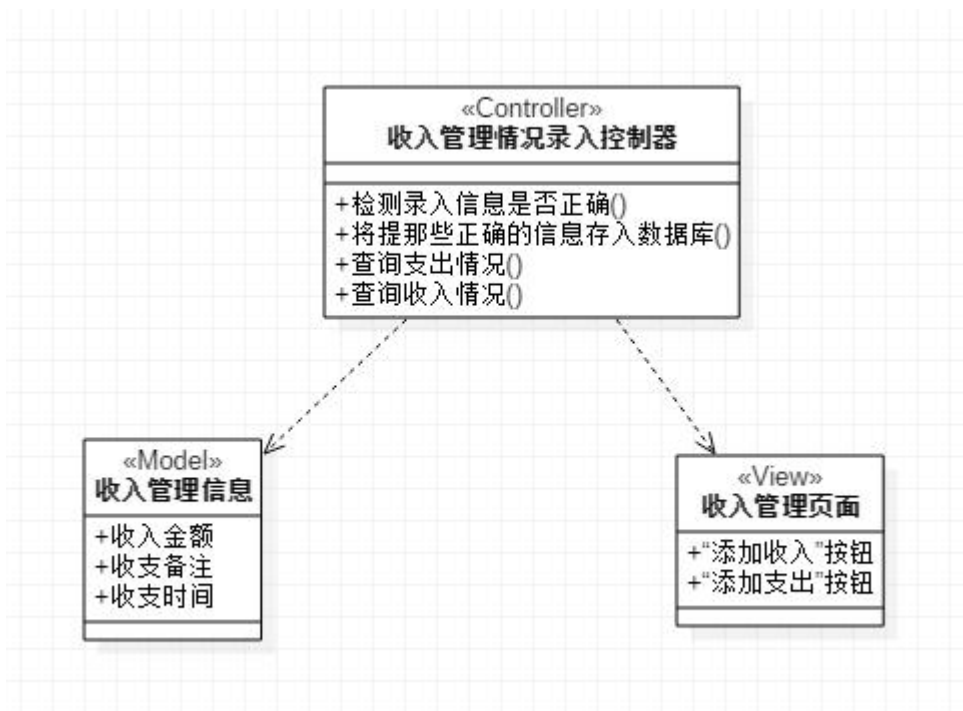 «Controller»
收入管理情况录入控制器
+检测录入信息是否正确()
+将提那些正确的信息存入数据库()
+查询支出情况()
+查询收入情况()
«Model»
收入管理信息
+收入金额
+收支备注
+收支时间
«View»
收入管理页面
+“添加收入”按钮
+“添加支出”按钮